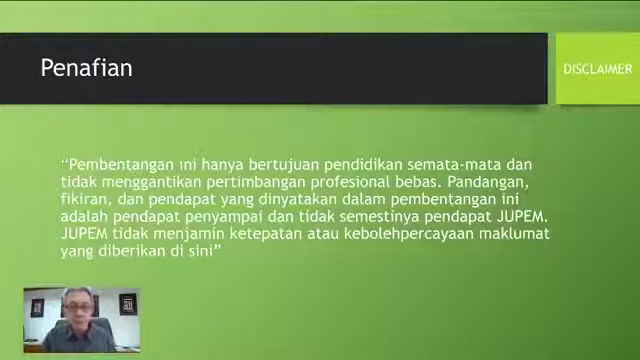 Penafian
DISCLAIMER
“Pembentangan ini hanya bertujuan pendidikan semata-mata dan
tidak menggantikan pertimbangan profesional bebas. Pandangan,
fikiran, dan pendapat yang dinyatakan dalam pembentangan ini
adalah pendapat penyampai dan tidak semestinya pendapat JUPEM.
JUPEM tidak menjamin ketepatan atau kebolehpercayaan maklumat
yang diberikan di sini”